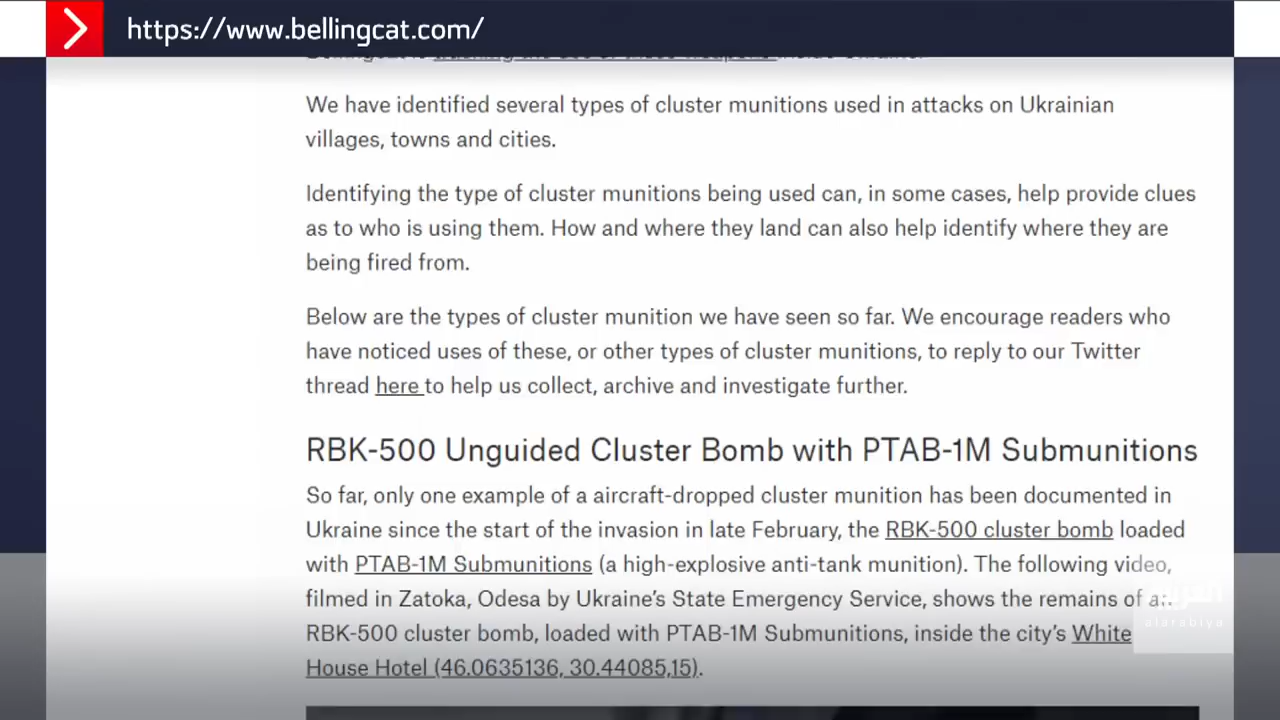 https://www.bellingcat.com/
We have identified several types of cluster munitions used in attacks on Ukrainian
villages, towns and cities.
Identifying the type of cluster munitions being used can, in some cases, help provide clues
as to who is using them. How and where they land can also help identify where they are
being fired from.
Below are the types of cluster munition we have seen so far. We encourage readers who
have noticed uses of these, or other types of cluster munitions, to reply to our Twitter
thread here to help us collect, archive and investigate further.
RBK-500 Unguided Cluster Bomb with PTAB-1M Submunitions
So far, only one example of a aircraft-dropped cluster munition has been documented in
Ukraine since the start of the invasion in late February, the RBK-500 cluster bomb loaded
with PTAB-1M Submunitions (a high-explosive anti-tank munition). The following video,
filmed in Zatoka, Odesa by Ukraine’s State Emergency Service, shows the remains of an
RBK-500 cluster bomb, loaded with PTAB-1M Submunitions, inside the city’s White
House Hotel (46.0635136, 30.44085,15).
العربية
alarabiya